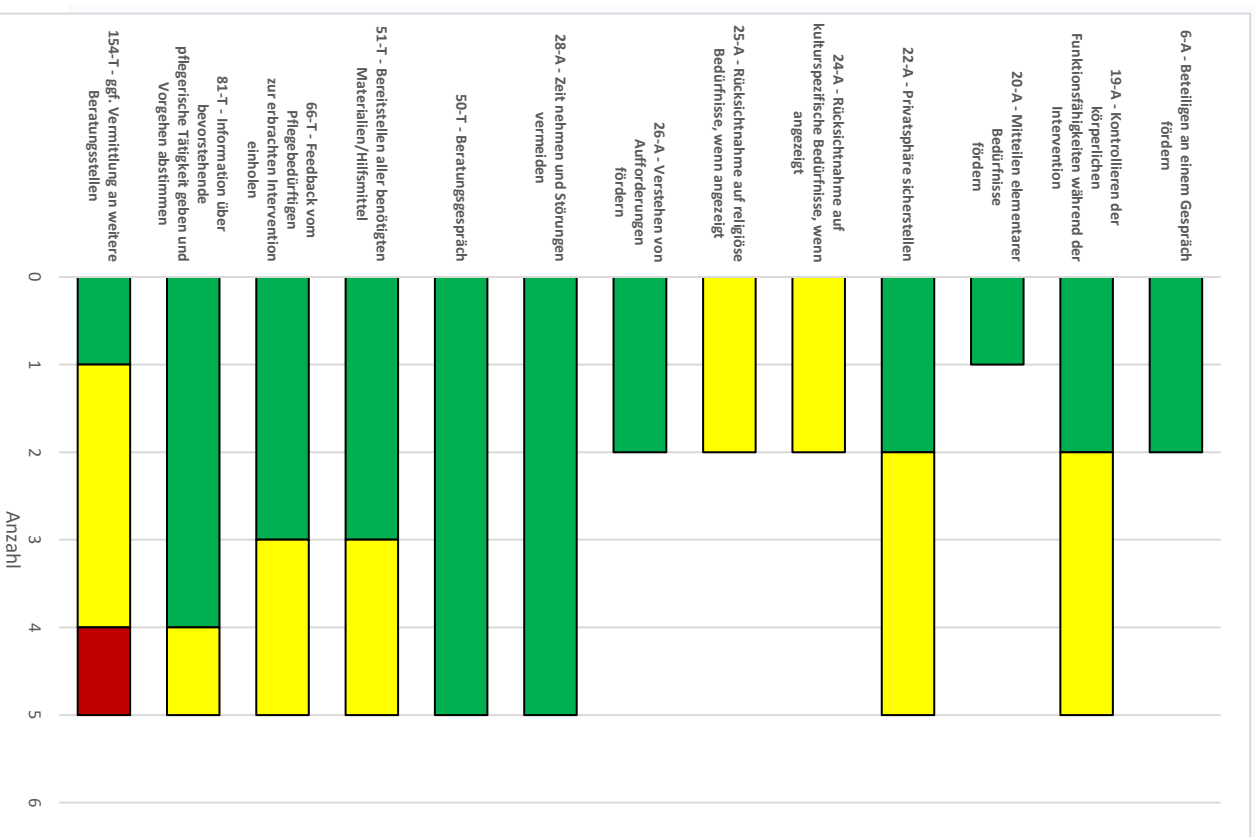 6-A - Beteiligen an einem Gespräch
fördern
19-A - Kontrollieren der
körperlichen
Funktionsfähigkeiten während der
Intervention
20-A - Mitteilen elementarer
Bedürfnisse
fördern
22-A - Privatsphäre sicherstellen
24-A - Rücksichtnahme auf
kulturspezifische Bedürfnisse, wenn
angezeigt
25-A - Rücksichtnahme auf religiöse
Bedürfnisse, wenn angezeigt
26-A - Verstehen von
Aufforderungen
fördern
28-A - Zeit nehmen und Störungen
vermeiden
50-T - Beratungsgespräch
51-T - Bereitstellen aller benötigten
Materialien/Hilfsmittel
66-T - Feedback vom
Pflegebedürftigen
zur erbrachten Intervention
einholen
81-T - Information über
bevorstehende
pflegerische Tätigkeit geben und
Vorgehen abstimmen
154-T - ggf. Vermittlung an weitere
Beratungsstellen
0
1
2
3
4
5
6
Anzahl